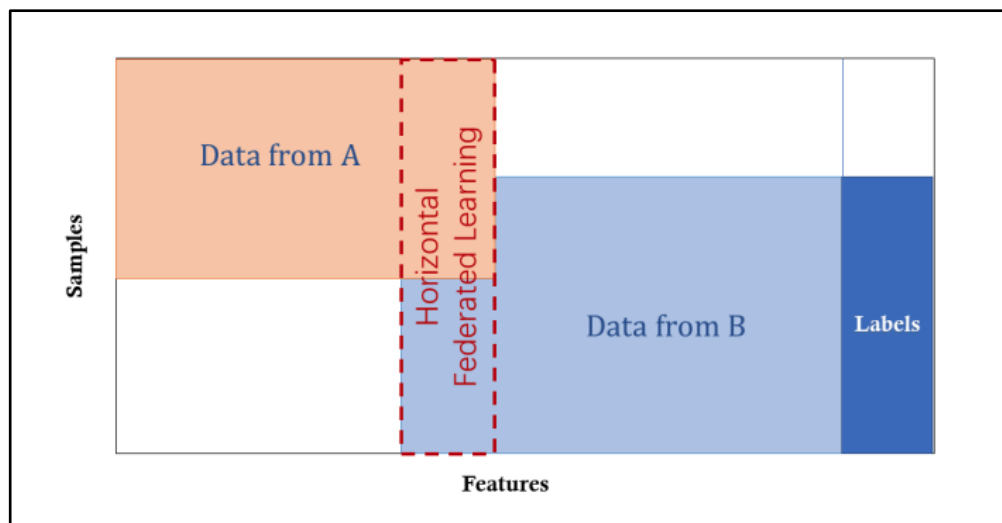 Data from A
Horizontal
Federated Learning
Samples
Data from B
Labels
Features